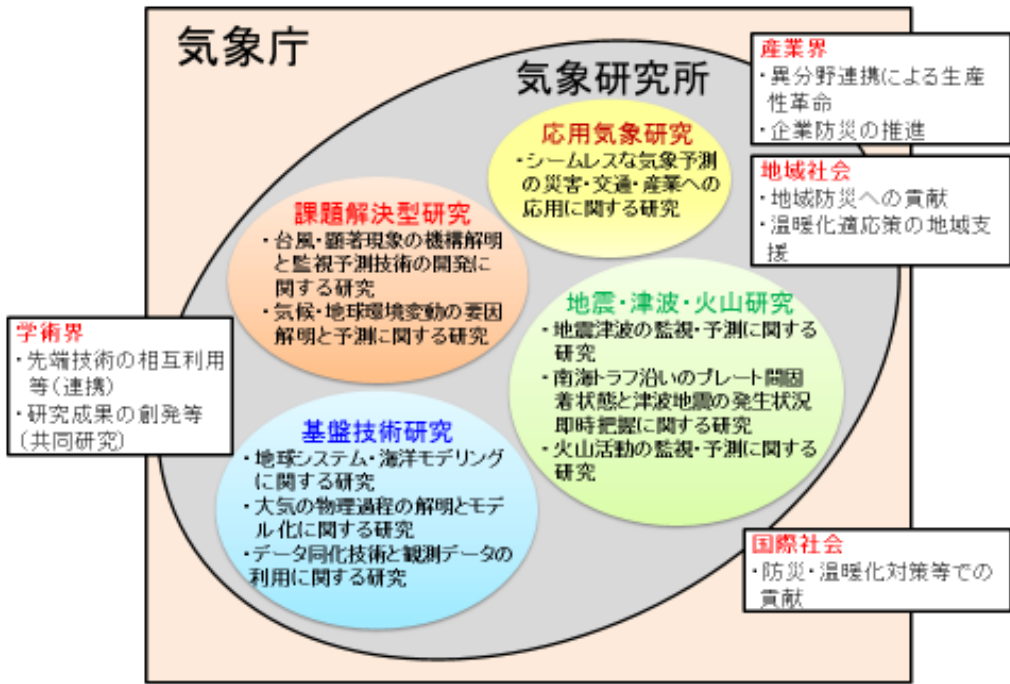 気象庁
気象研究所
応用気象研究
・シームレスな気象予測
の災害・交通・産業への
応用に関する研究
課題解決型研究
・台風・顕著現象の機構解明
と監視予測技術の開発に
関する研究
・気候・地球環境変動の要因
解明と予測に関する研究
地震・津波・火山研究
・地震津波の監視・予測に関する
研究
・南海トラフ沿いのプレート間固
着状態と津波地震の発生状況
即時把握に関する研究
・火山活動の監視・予測に関する
研究
基盤技術研究
・地球システム・海洋モデリング
に関する研究
・大気の物理過程の解明とモデ
ル化に関する研究
・データ同化技術と観測データの
利用に関する研究
産業界
・異分野連携による生産
性革命
・企業防災の推進
地域社会
・地域防災への貢献
・温暖化適応策の地域支
援
学術界
・先端技術の相互利用
等(連携)
・研究成果の創発等
(共同研究)
国際社会
・防災・温暖化対策等での
貢献